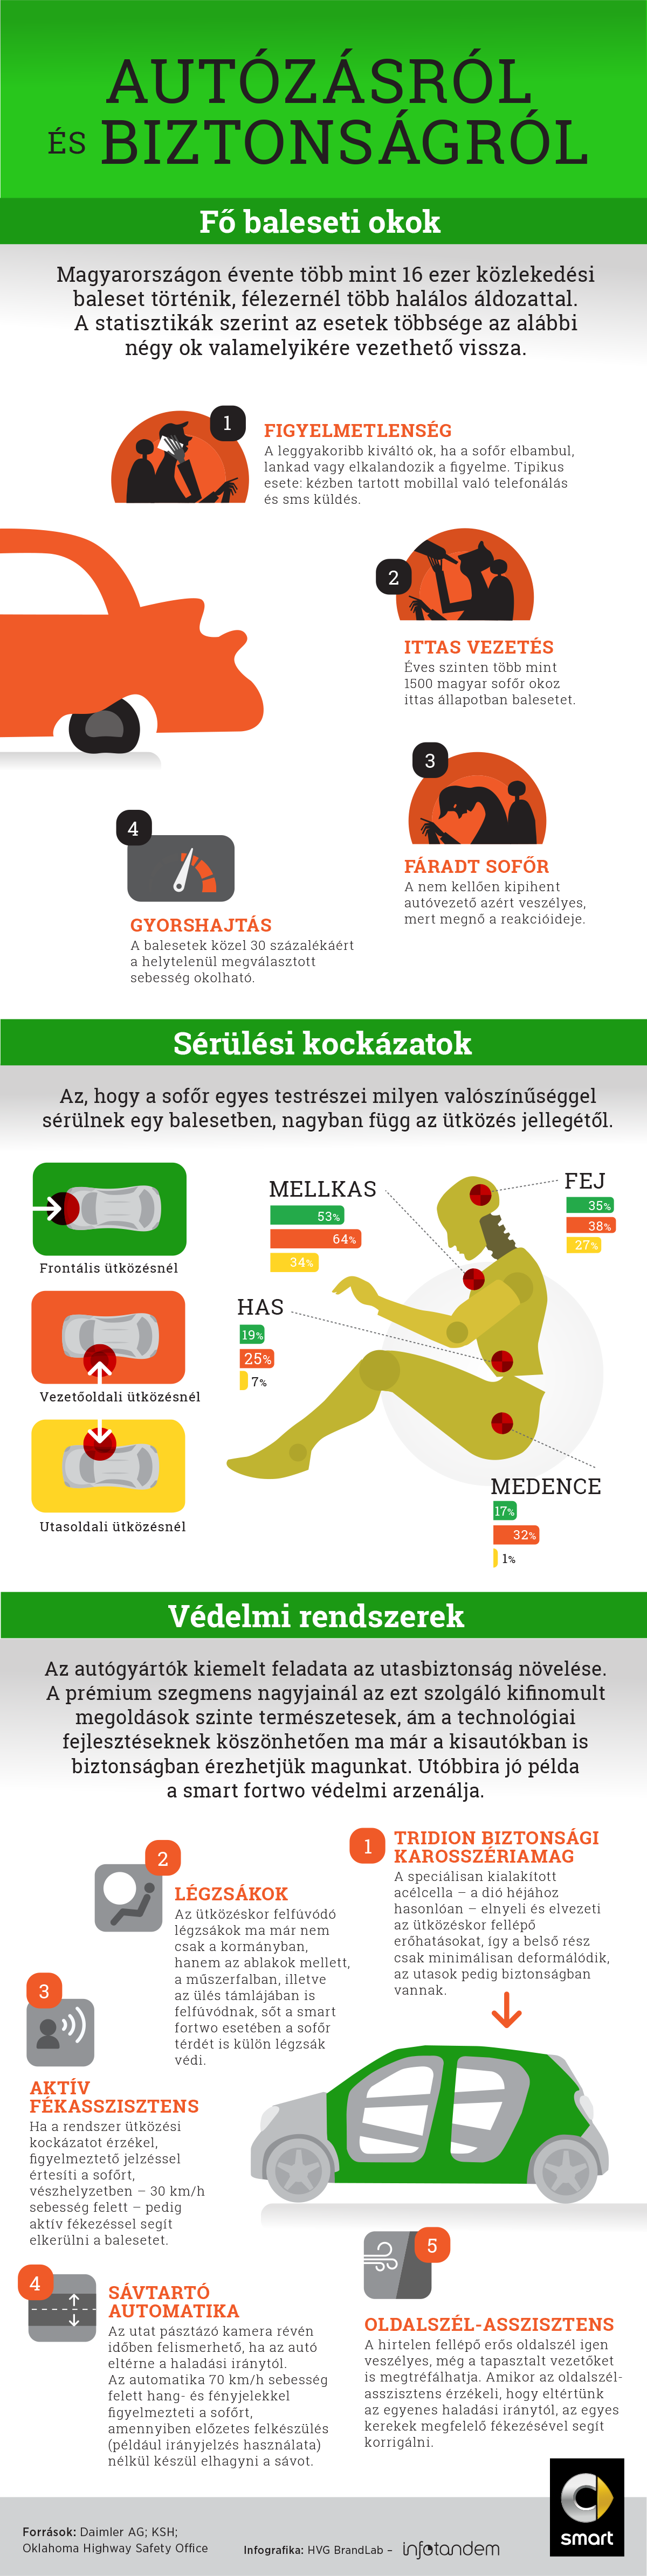 AUTÓZÁSRÓL
ÉS BIZTONSÁGRÓL
Fő baleseti okok
Magyarországon évente több mint 16 ezer közlekedési
baleset történik, félezernél több halálos áldozattal.
A statisztikák szerint az esetek többsége az alábbi
négy ok valamelyikére vezethető vissza.
1
FIGYELMETLENSÉG
A leggyakoribb kiváltó ok, ha a sofőr elbambul,
lankad vagy elkalandozik a figyelme. Tipikus
esete: kézben tartott mobillal való telefonálás
és sms küldés.
2
ITTAS VEZETÉS
Éves szinten több mint
1500 magyar sofőr okoz
ittas állapotban balesetet.
3
FÁRADT SOFŐR
A nem kellően kipihent
autóvezető azért veszélyes,
mert megnő a reakcióideje.
4
GYORSHAJTÁS
A balesetek közel 30 százalékáért
a helytelenül megválasztott
sebesség okolható.
Sérülési kockázatok
Az, hogy a sofőr egyes testrészei milyen valószínűséggel
sérülnek egy balesetben, nagyban függ az ütközés jellegétől.
Frontális ütközésnél
Vezetőoldali ütközésnél
Utasoldali ütközésnél
MELLKAS
53%
64%
34%
FEJ
35%
38%
27%
HAS
19%
25%
7%
MEDENCE
17%
32%
1%
Védelmi rendszerek
Az autógyártók kiemelt feladata az utasbiztonság növelése.
A prémium szegmens nagyjainál az ezt szolgáló kifinomult
megoldások szinte természetesek, ám a technológiai
fejlesztéseknek köszönhetően ma már a kisautókban is
biztonságban érezhetjük magunkat. Utóbbira jó példa
a smart fortwo védelmi arzenálja.
1
TRIDION BIZTONSÁGI
KAROSSZÉRIAMAG
A speciálisan kialakított
acélcella – a dió héjához
hasonlóan – elnyeli és elvezeti
az ütközéskor fellépő
erőhatásokat, így a belső rész
csak minimálisan deformálódik,
az utasok pedig biztonságban
vannak.
2
LÉGZSÁKOK
Az ütközéskor felfúvódó
légzsákok ma már nem
csak a kormányban,
hanem az ablakok mellett,
a műszerfalban, illetve
az ülés támlájában is
felfúvódnak, sőt a smart
fortwo esetében a sofőr
térdét is külön légzsák
védi.
3
AKTÍV
FÉKASSZISZTENS
Ha a rendszer ütközési
kockázatot érzékel,
figyelmeztető jelzéssel
értesíti a sofőrt,
vészhelyzetben – 30 km/h
sebesség felett – pedig
aktív fékezéssel segít
elkerülni a balesetet.
4
SÁVTARTÓ
AUTOMATIKA
Az utat pásztázó kamera révén
időben felismerhető, ha az autó
eltérne a haladási iránytól.
Az automatika 70 km/h sebesség
felett hang- és fényjelekkel
figyelmezteti a sofőrt,
amennyiben előzetes felkészülés
(például irányjelzés használata)
nélkül készül elhagyni a sávot.
5
OLDALSZÉL-ASSZISZTENS
A hirtelen fellépő erős oldalszél igen
veszélyes, még a tapasztalt vezetőket
is megtréfálhatja. Amikor az oldalszél-
asszisztens érzékeli, hogy eltértünk
az egyenes haladási iránytól, az egyes
kerekek megfelelő fékezésével segít
korrigálni.
smart
Források: Daimler AG; KSH;
Oklahoma Highway Safety Office
Infografika: HVG BrandLab – infotandem